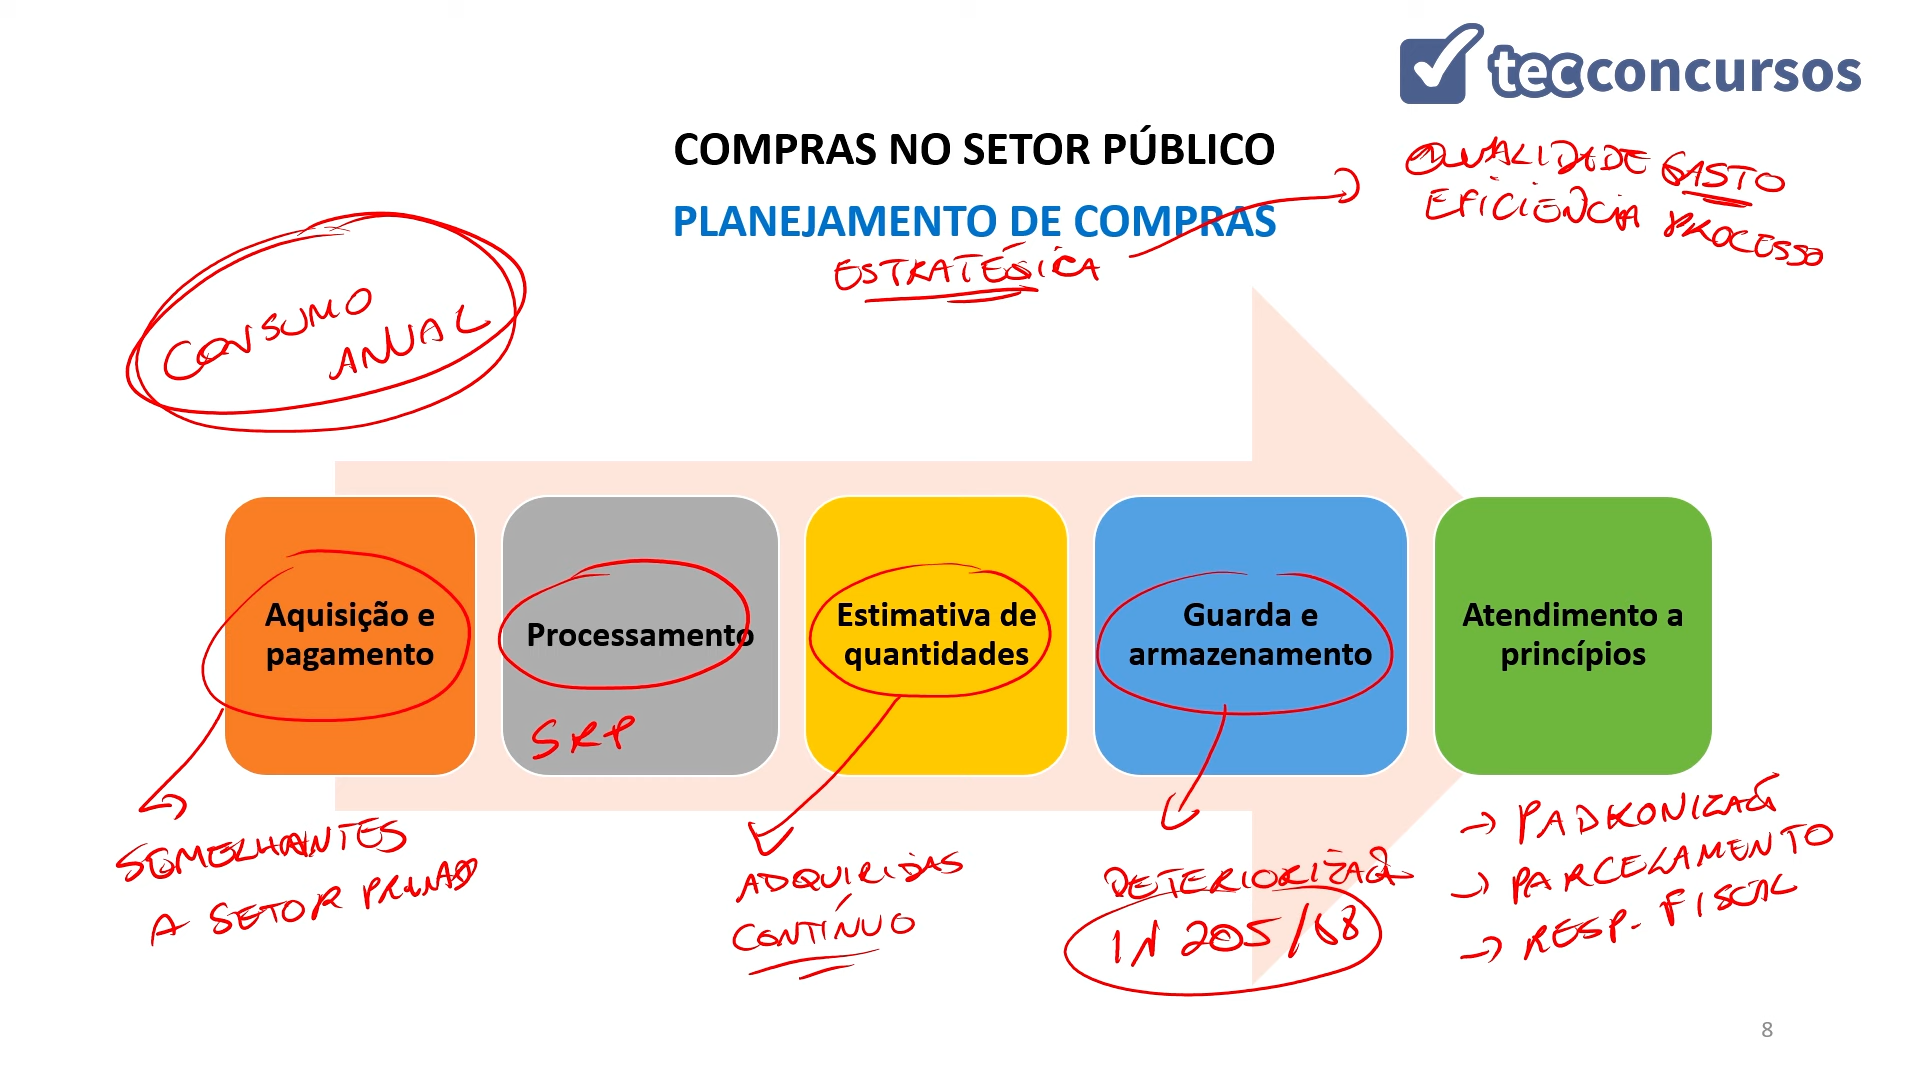 tecconcursos
COMPRAS NO SETOR PÚBLICO
PLANEJAMENTO DE COMPRAS
ESTRATÉGICA
QUALIDADE GASTO
EFICIÊNCIA PROCESSO
CONSUMO
ANUAL
Aquisição e
pagamento
Processamento
SRP
Estimativa de
quantidades
Guarda e
armazenamento
Atendimento a
princípios
SEMELHANTES
A SETOR PRIVADO
ADQUIRIDAS
CONTÍNUO
DETERIORIZAÇÃO
IN 205/88
→ PADRONIZAÇÃO
→ PARCELAMENTO
→ RESP. FISCAL
8